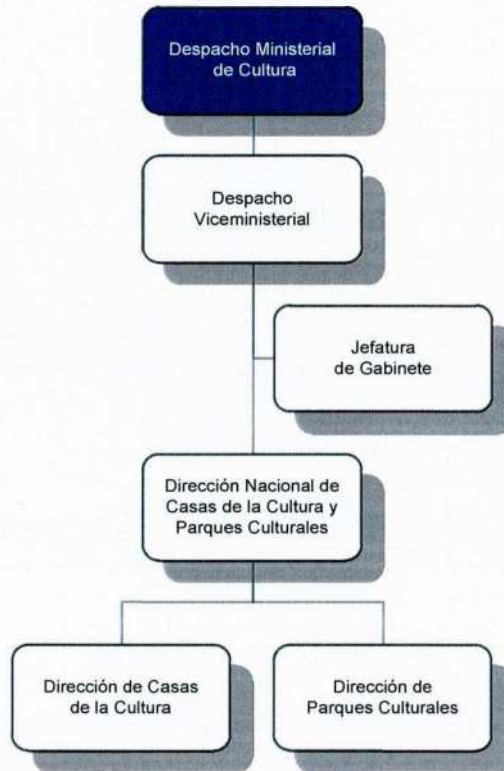 Despacho Ministerial
de Cultura
Despacho
Viceministerial
Jefatura
de Gabinete
Dirección Nacional de
Casas de la Cultura y
Parques Culturales
Dirección de Casas
de la Cultura
Dirección de
Parques Culturales